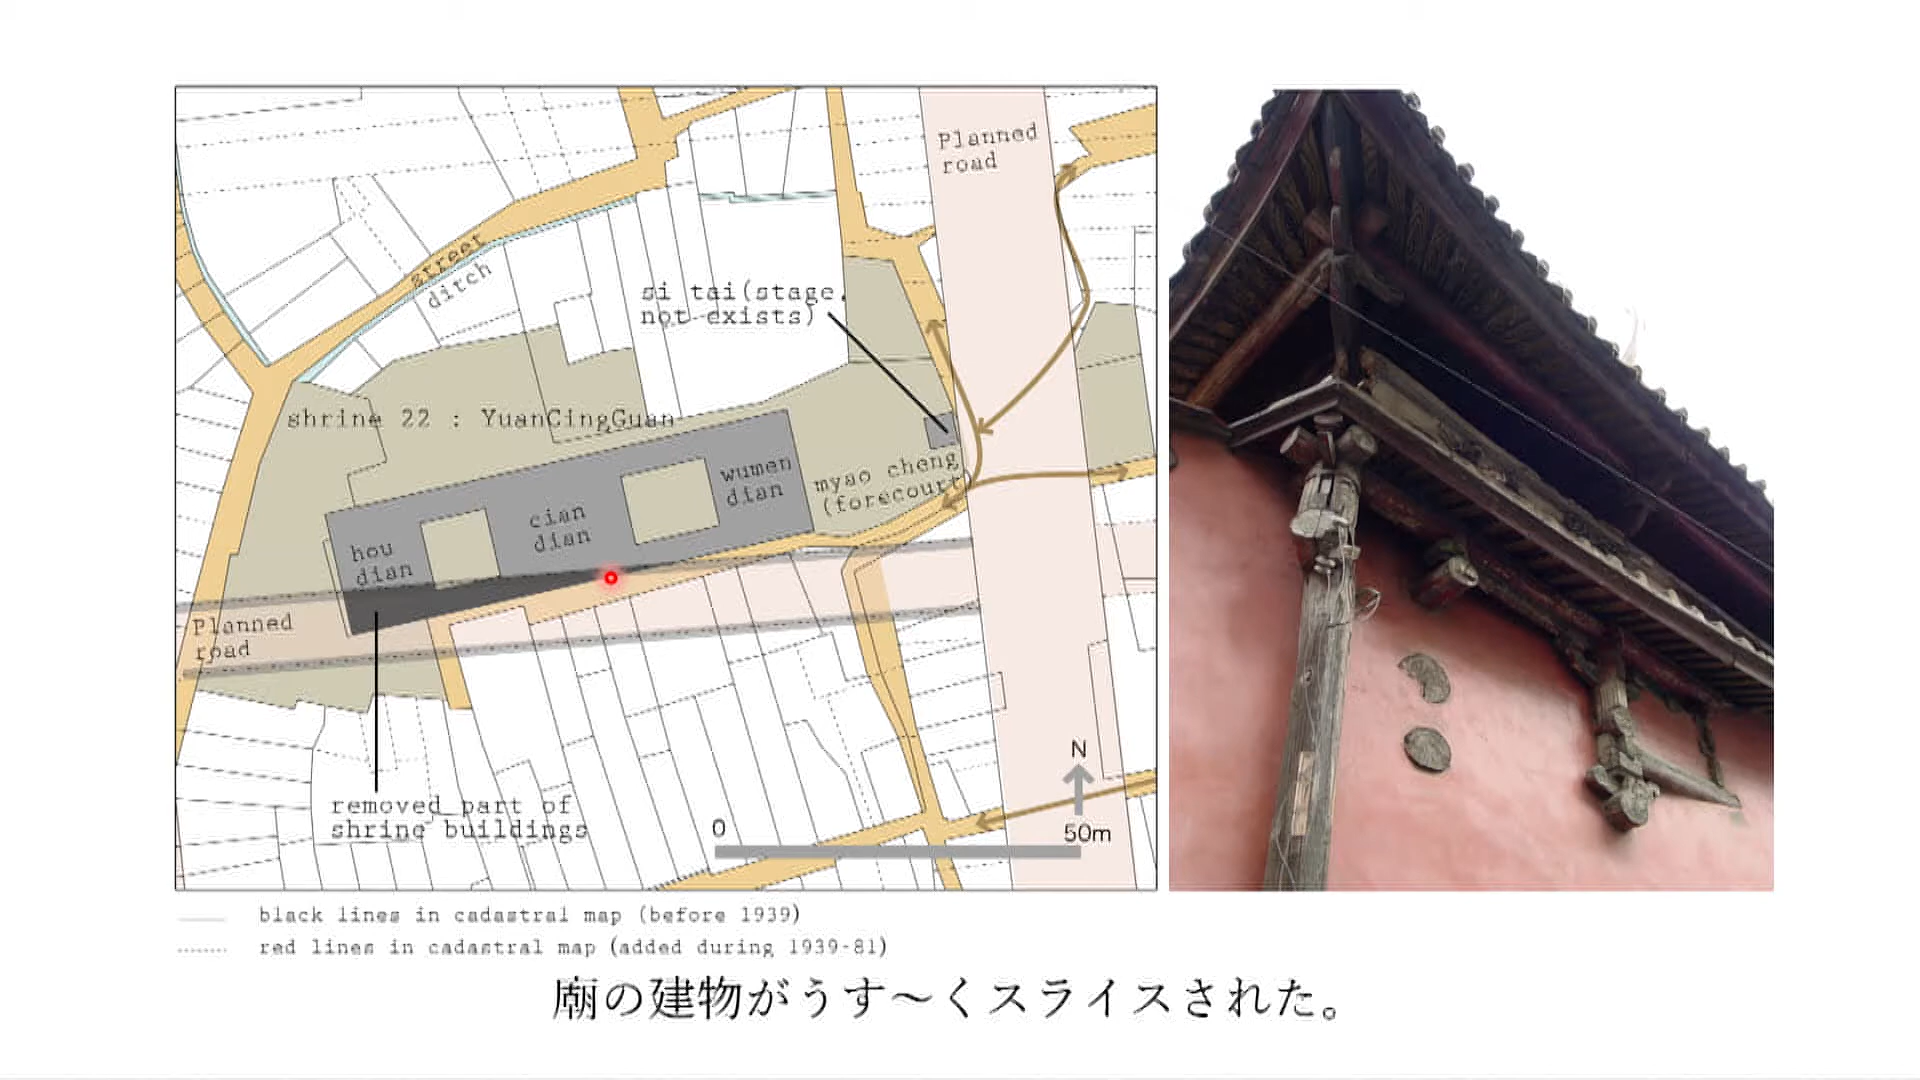 Planned
road
street
ditch
si tai(stage,
not exists)
shrine 22 : YuanCingGuan
wumen
dian
myao cheng
(forecourt)
cian
dian
hou
dian
Planned
road
removed part of
shrine buildings
N
0
50m
black lines in cadastral map (before 1939)
red lines in cadastral map (added during 1939-81)
廟の建物がうす～くスライスされた。